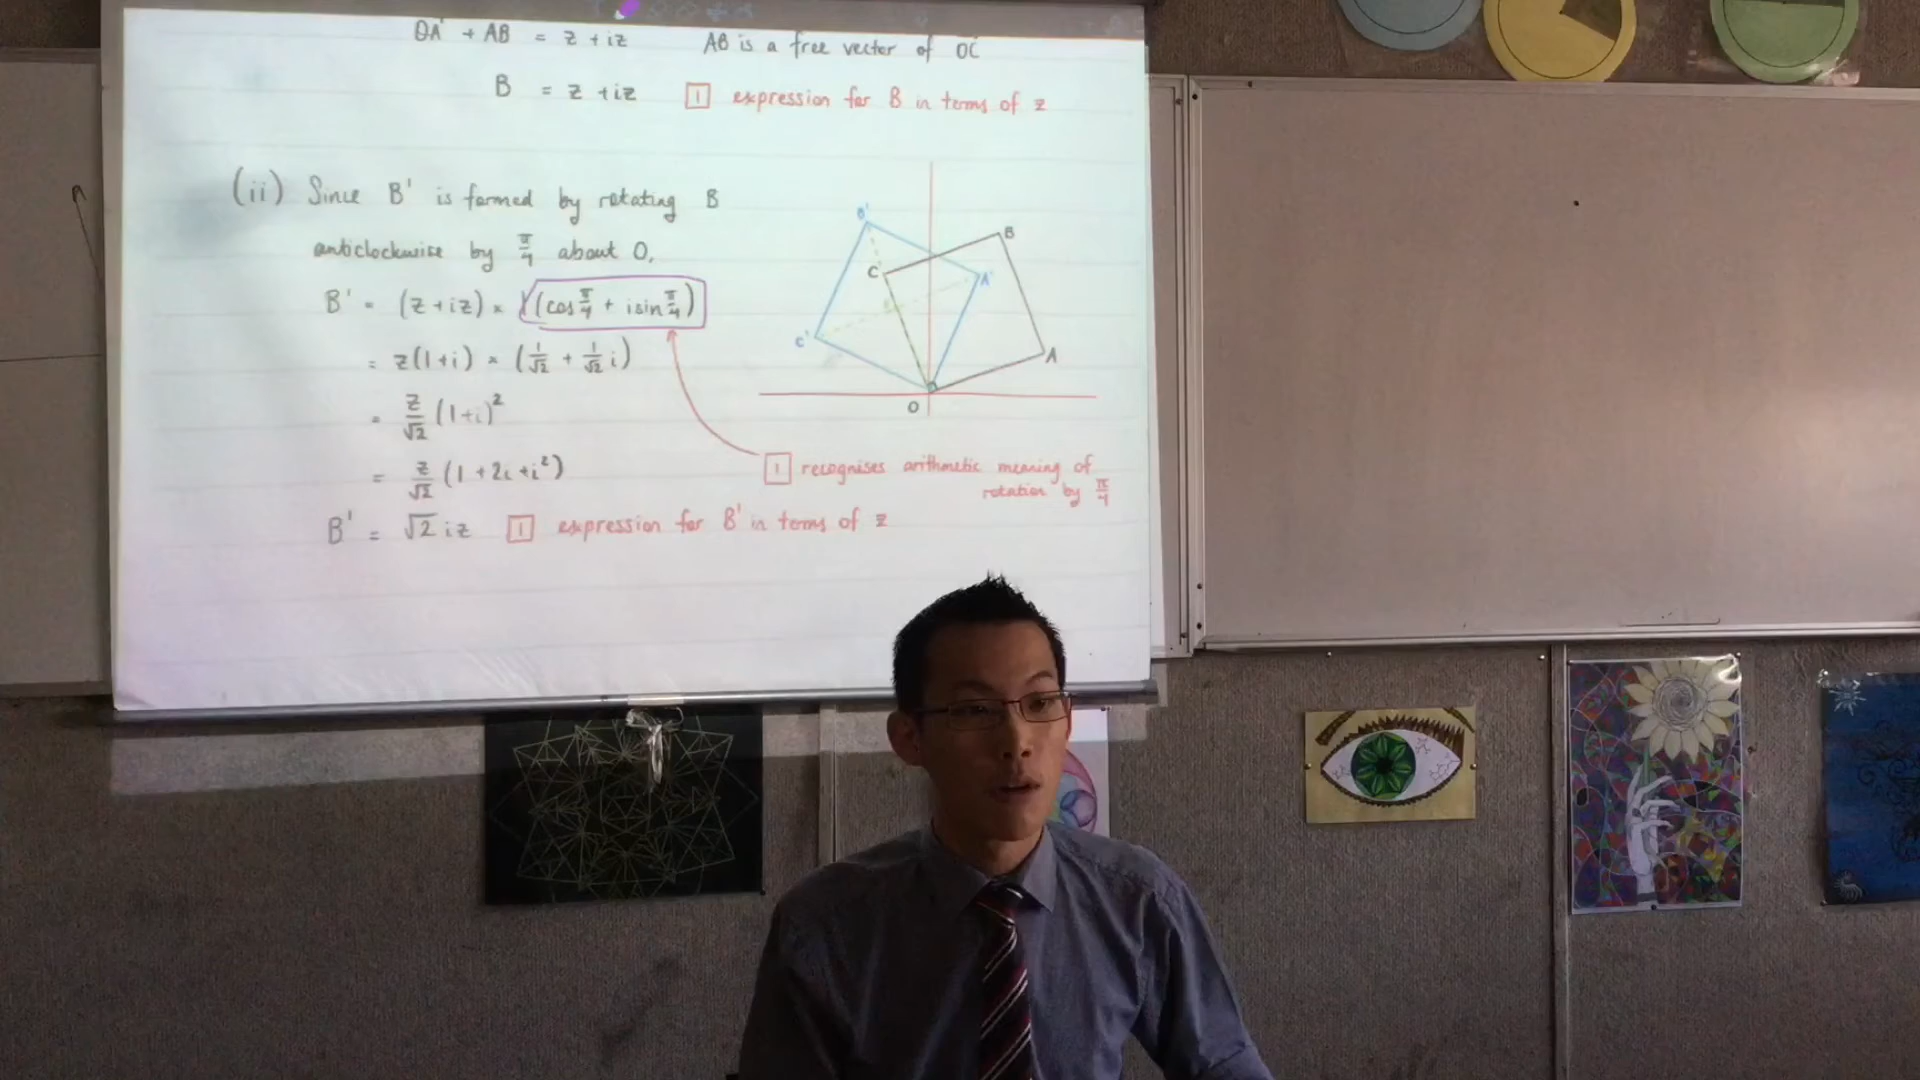 OA + AB = z + iz AB is a free vector of OC
B = z + iz 1 expression for B in terms of z
(ii) Since B' is formed by rotating B
anticlockwise by π/4 about O,
B' = (z + iz) × (cos π/4 + i sin π/4)
= z(1+i) × (1/√2 + 1/√2 i)
= z/√2 (1+i)²
= z/√2 (1 + 2i + i²)
B' = √2 iz 1 expression for B' in terms of z
1 recognises arithmetic meaning of
rotation by π/4
B'
B
C
A'
C'
A
O